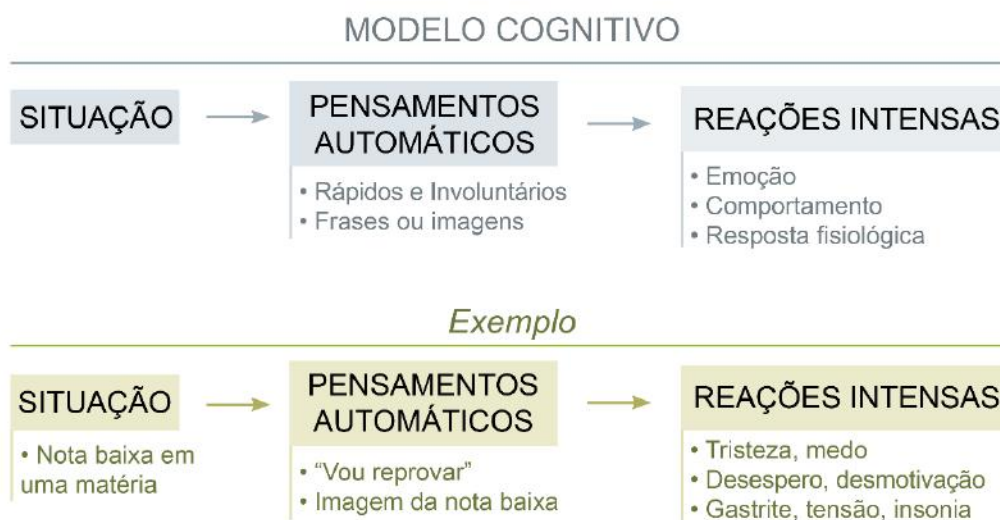 MODELO COGNITIVO
SITUAÇÃO
PENSAMENTOS
AUTOMÁTICOS
• Rápidos e Involuntários
• Frases ou imagens
REAÇÕES INTENSAS
• Emoção
• Comportamento
• Resposta fisiológica
Exemplo
SITUAÇÃO
• Nota baixa em
uma matéria
PENSAMENTOS
AUTOMÁTICOS
• “Vou reprovar”
• Imagem da nota baixa
REAÇÕES INTENSAS
• Tristeza, medo
• Desespero, desmotivação
• Gastrite, tensão, insonia